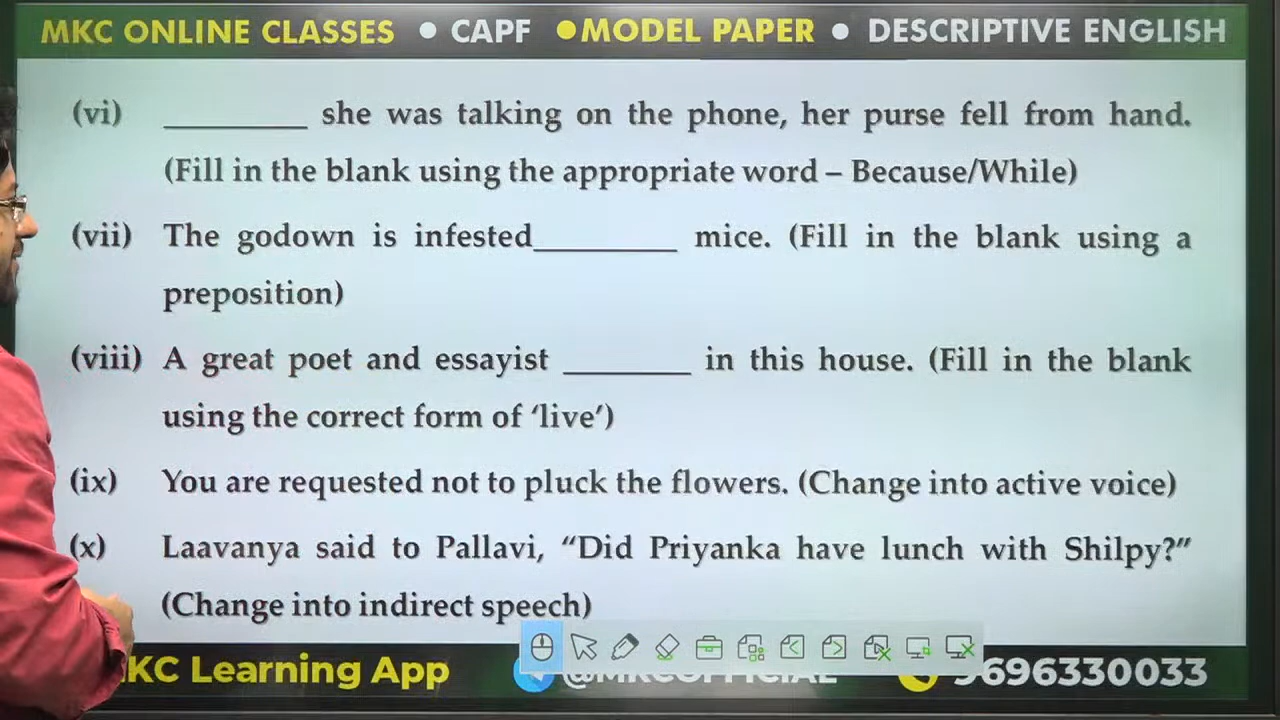 MKC ONLINE CLASSES • CAPF • MODEL PAPER • DESCRIPTIVE ENGLISH
(vi) ________ she was talking on the phone, her purse fell from hand.
(Fill in the blank using the appropriate word – Because/While)
(vii) The godown is infested________ mice. (Fill in the blank using a
preposition)
(viii) A great poet and essayist ________ in this house. (Fill in the blank
using the correct form of ‘live’)
(ix) You are requested not to pluck the flowers. (Change into active voice)
(x) Laavanya said to Pallavi, “Did Priyanka have lunch with Shilpy?”
(Change into indirect speech)
KC Learning App @MKCOFFICIAL 9696330033